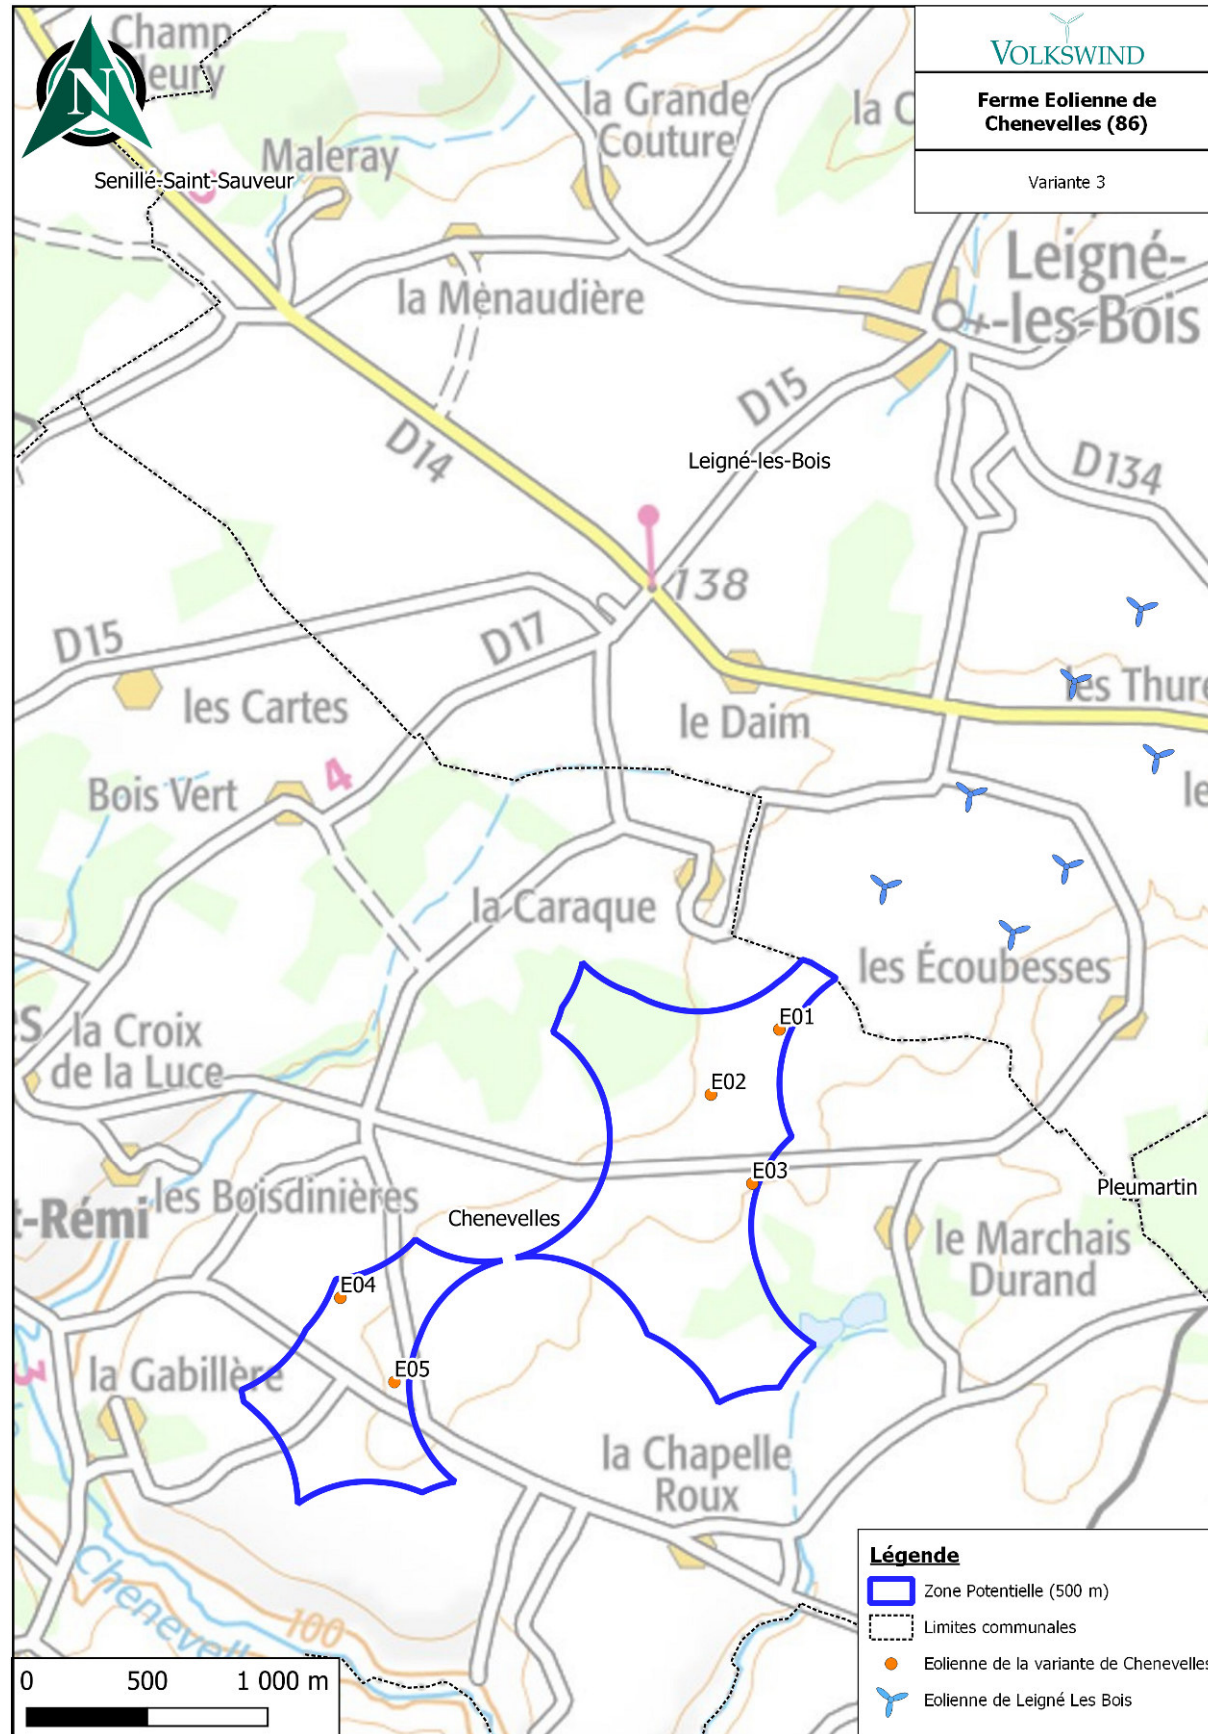 VOLKSWIND
Ferme Eolienne de
Chenevelles (86)
Variante 3
N
Champ
la Grande
Couture
la C
Maleray
Senillé-Saint-Sauveur
la Menaudière
Leigné-
-les-Bois
D15
D14
Leigné-les-Bois
D134
138
D15
D17
les Cartes
le Daim
les Thure
4
Bois Vert
le
la Caraque
les Écoubesses
la Croix
de la Luce
E01
E02
E03
Pleumartin
t-Rémi
les Boisdinières
Chenevelles
le Marchais
Durand
E04
3
la Gabillère
E05
la Chapelle
Roux
Chenevell
100
Légende
Zone Potentielle (500 m)
Limites communales
Eolienne de la variante de Chenevelles
Eolienne de Leigné Les Bois
0 500 1 000 m